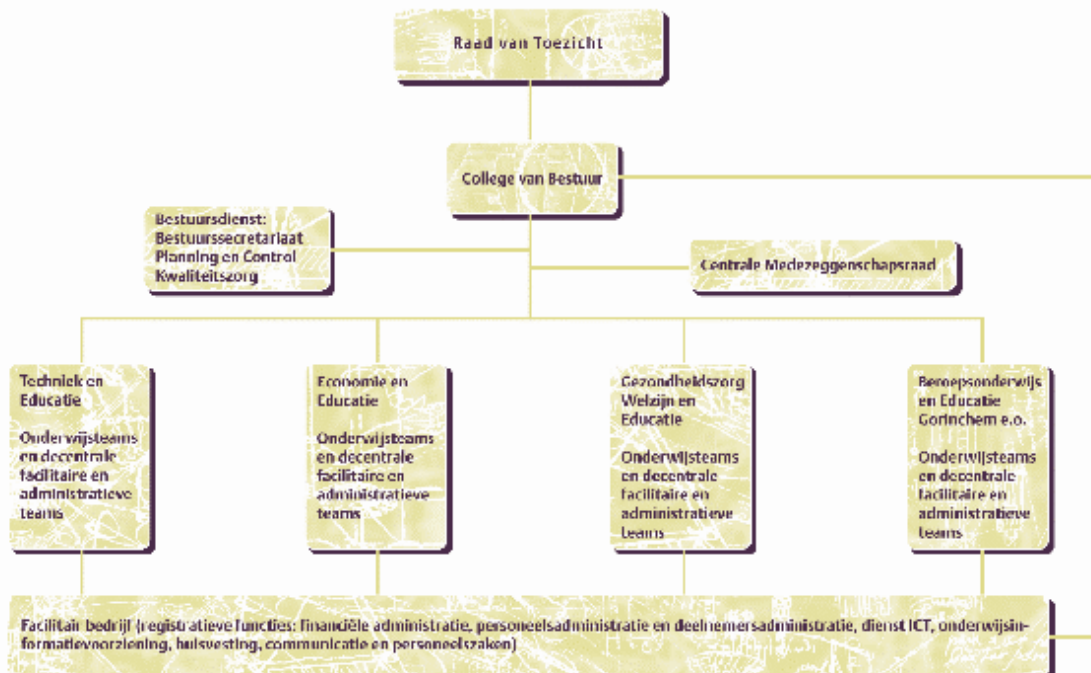 Raad van Toezicht
College van Bestuur
Bestuursdienst:
Bestuurssecretariaat
Planning en Control
Kwaliteitszorg
Centrale Medezeggenschapsraad
Techniek en
Educatie
Onderwijsteams
en decentrale
facilitaire en
administratieve
teams
Economie en
Educatie
Onderwijsteams
en decentrale
facilitaire en
administratieve
teams
Gezondheidszorg
Welzijn en
Educatie
Onderwijsteams
en decentrale
facilitaire en
administratieve
teams
Beroepsonderwijs
en Educatie
Gorinchem e.o.
Onderwijsteams
en decentrale
facilitaire en
administratieve
teams
Facilitair bedrijf (registratieve functies: financiële administratie, personeelsadministratie en deelnemersadministratie, dienst ICT, onderwijsin-
formatievoorziening, huisvesting, communicatie en personeelszaken)